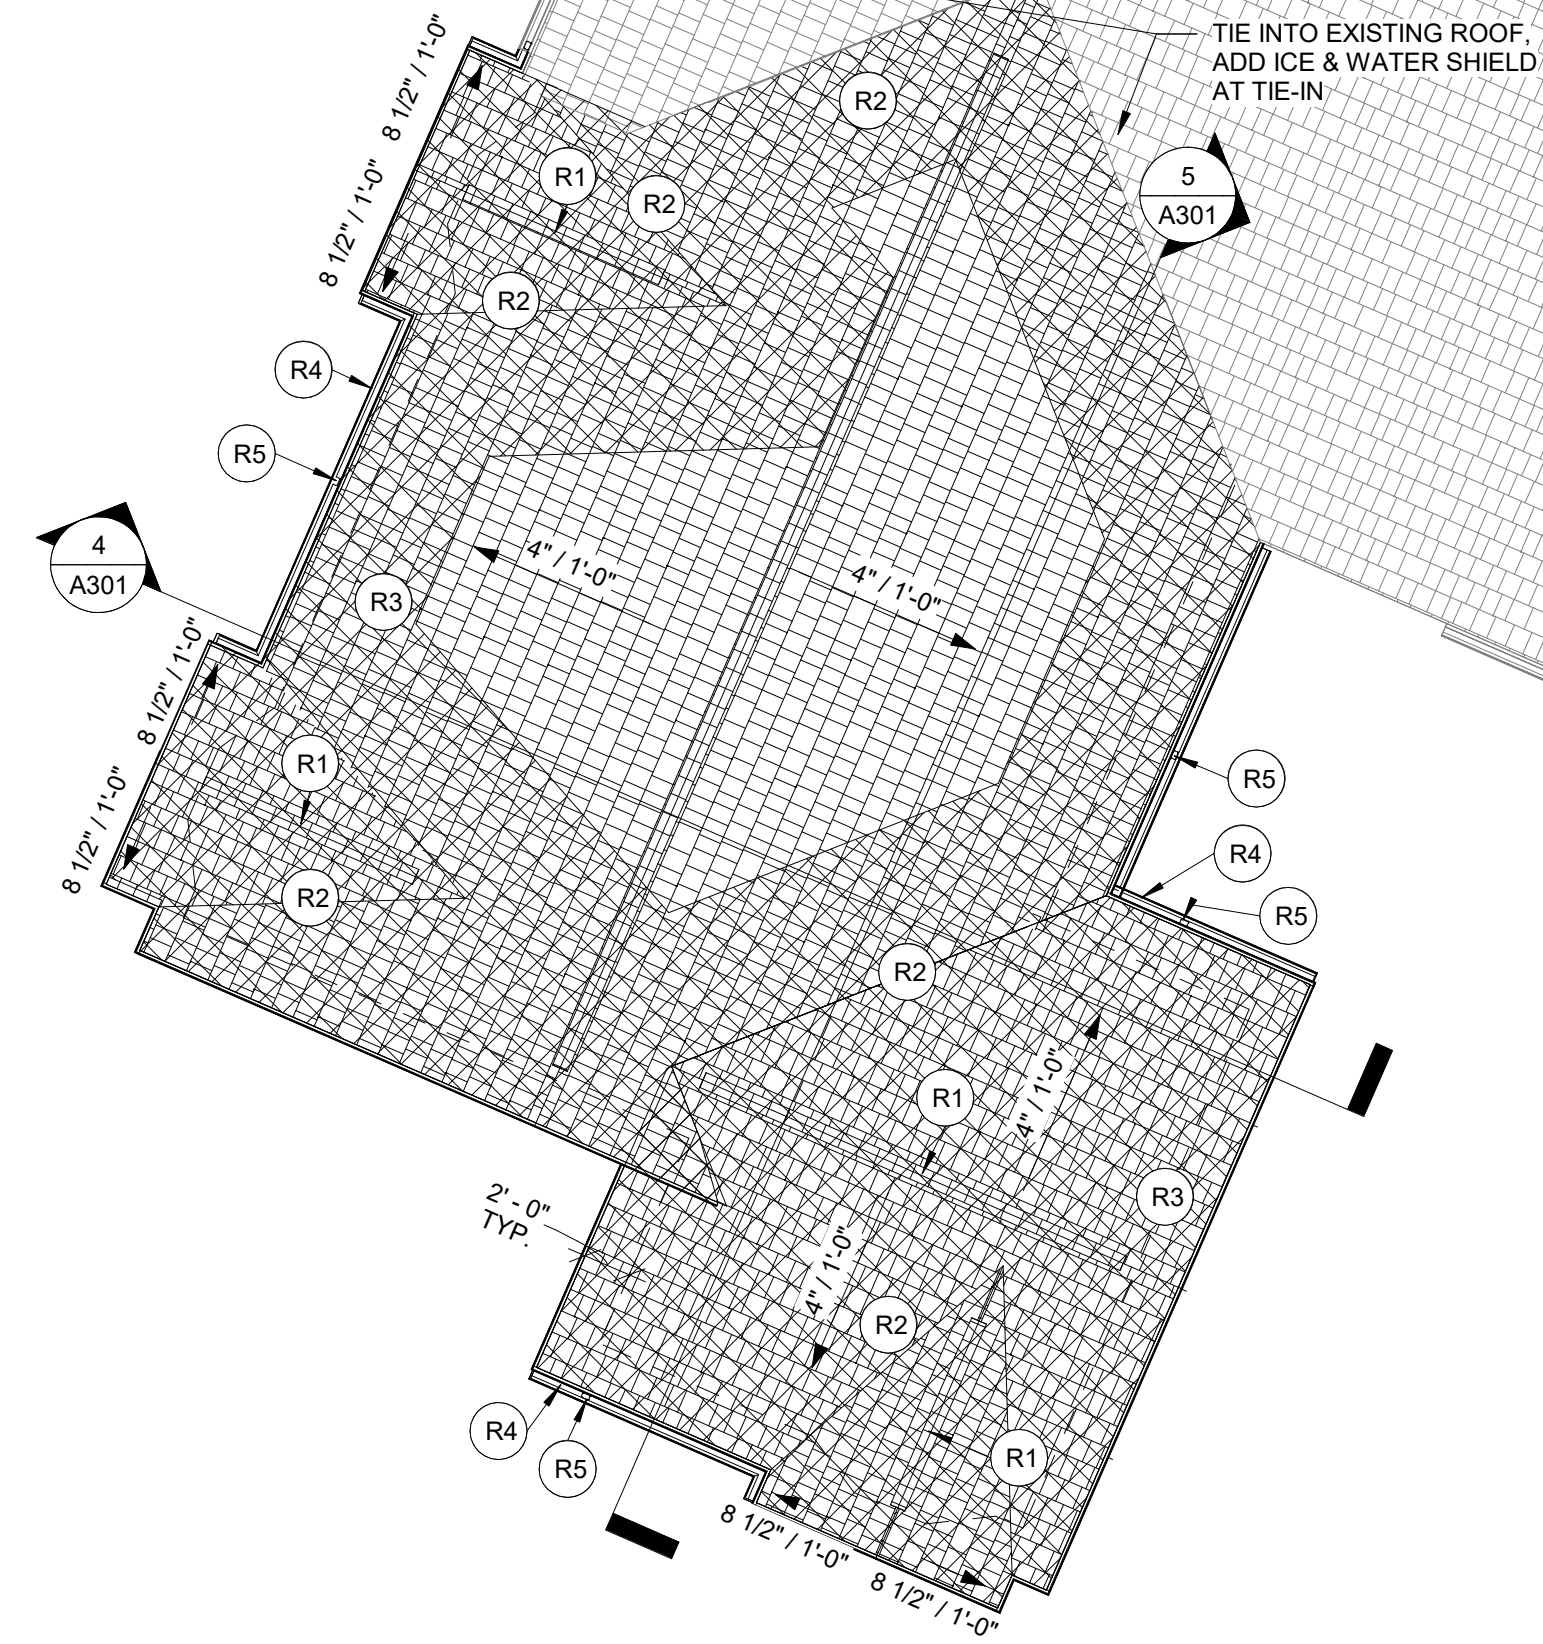 TIE INTO EXISTING ROOF,
ADD ICE & WATER SHIELD
AT TIE-IN
8 1/2" / 1'-0"
R2
R1
R2
5
A301
8 1/2" / 1'-0"
R2
R4
R5
4
A301
4" / 1'-0"
4" / 1'-0"
R3
8 1/2" / 1'-0"
R1
R5
8 1/2" / 1'-0"
R4
R2
R5
R2
R1
4" / 1'-0"
R3
2' - 0"
TYP.
4" / 1'-0"
R2
R4
R5
R1
8 1/2" / 1'-0"
8 1/2" / 1'-0"